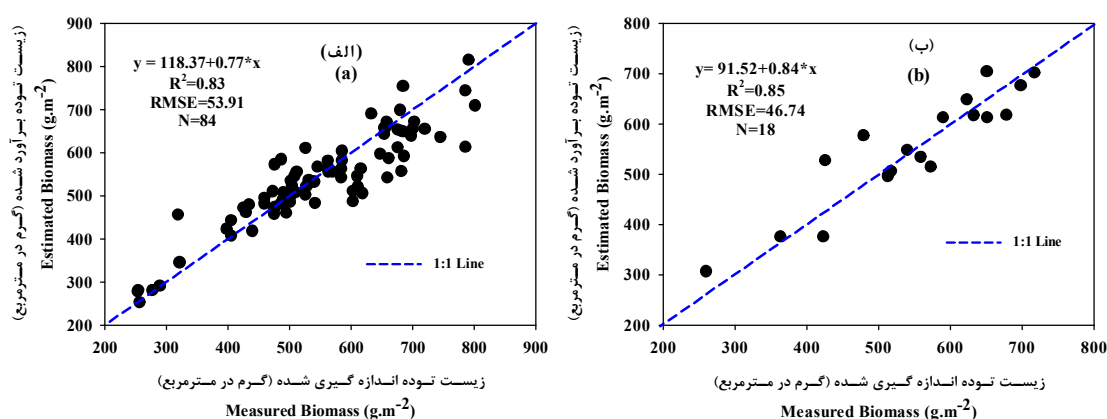 زیست توده برآورد شده (گرم در مترمربع)
Estimated Biomass (g.m⁻²)
900
800
700
600
500
400
300
200
(الف)
(a)
y = 118.37+0.77*x
R²=0.83
RMSE=53.91
N=84
1:1 Line
200 300 400 500 600 700 800 900
زیست توده اندازه گیری شده (گرم در مترمربع)
Measured Biomass (g.m⁻²)
زیست توده برآورد شده (گرم در مترمربع)
Estimated Biomass (g.m⁻²)
800
700
600
500
400
300
200
(ب)
(b)
y= 91.52+0.84*x
R²=0.85
RMSE=46.74
N=18
1:1 Line
200 300 400 500 600 700 800
زیست توده اندازه گیری شده (گرم در مترمربع)
Measured Biomass (g.m⁻²)